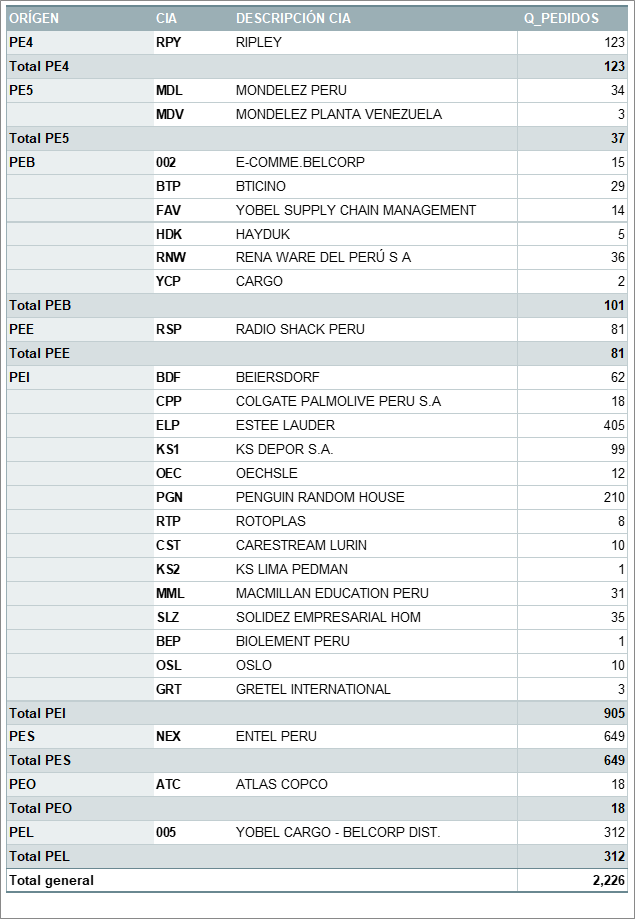 ORÍGEN CIA DESCRIPCIÓN CIA Q_PEDIDOS
PE4 RPY RIPLEY 123
Total PE4 123
PE5 MDL MONDELEZ PERU 34
MDV MONDELEZ PLANTA VENEZUELA 3
Total PE5 37
PEB 002 E-COMME.BELCORP 15
BTP BTICINO 29
FAV YOBEL SUPPLY CHAIN MANAGEMENT 14
HDK HAYDUK 5
RNW RENA WARE DEL PERÚ S A 36
YCP CARGO 2
Total PEB 101
PEE RSP RADIO SHACK PERU 81
Total PEE 81
PEI BDF BEIERSDORF 62
CPP COLGATE PALMOLIVE PERU S.A 18
ELP ESTEE LAUDER 405
KS1 KS DEPOR S.A. 99
OEC OECHSLE 12
PGN PENGUIN RANDOM HOUSE 210
RTP ROTOPLAS 8
CST CARESTREAM LURIN 10
KS2 KS LIMA PEDMAN 1
MML MACMILLAN EDUCATION PERU 31
SLZ SOLIDEZ EMPRESARIAL HOM 35
BEP BIOLEMENT PERU 1
OSL OSLO 10
GRT GRETEL INTERNATIONAL 3
Total PEI 905
PES NEX ENTEL PERU 649
Total PES 649
PEO ATC ATLAS COPCO 18
Total PEO 18
PEL 005 YOBEL CARGO - BELCORP DIST. 312
Total PEL 312
Total general 2,226